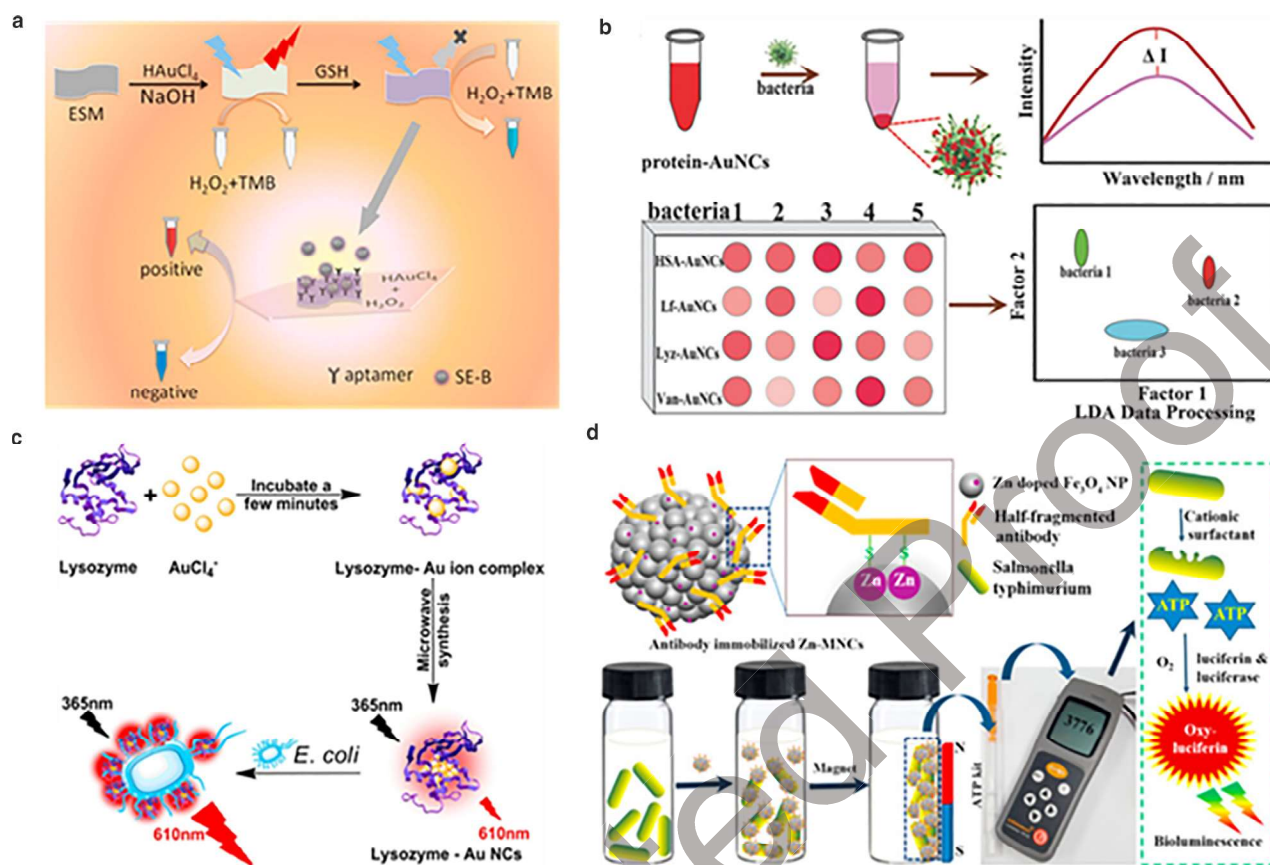 a
HAuCl₄
NaOH
GSH
H₂O₂+TMB
ESM
H₂O₂+TMB
positive
HAuCl₄
+
H₂O₂
negative
Y aptamer
SE-B
b
bacteria
protein-AuNCs
Intensity
Δ I
Wavelength / nm
bacteria 1 2 3 4 5
HSA-AuNCs
Lf-AuNCs
Lyz-AuNCs
Van-AuNCs
Factor 2
bacteria 1
bacteria 2
bacteria 3
Factor 1
LDA Data Processing
c
+
Incubate a
few minutes
Lysozyme
AuCl₄⁻
Lysozyme- Au ion complex
Microwave
synthesis
365nm
365nm
E. coli
610nm
610nm
Lysozyme - Au NCs
d
S S
Zn Zn
Zn doped Fe₃O₄ NP
Half-fragmented
antibody
Salmonella
typhimurium
Antibody immobilized Zn-MNCs
Magnet
N
S
ATP kit
3776
Cationic
surfactant
ATP
ATP
O₂
luciferin &
luciferase
Oxy-
luciferin
Bioluminescence
ed Proof